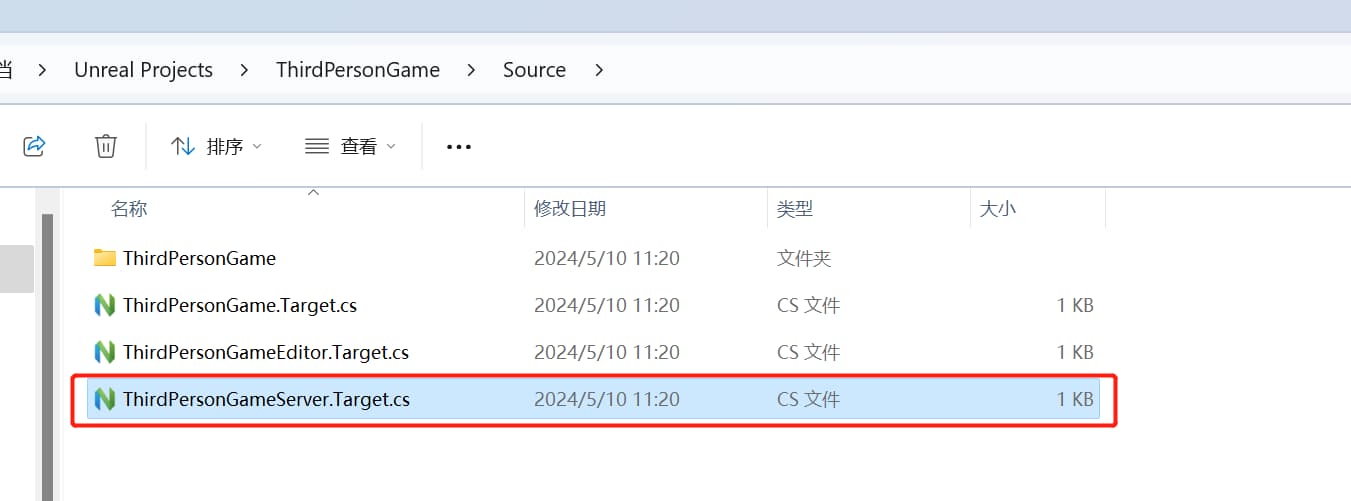 Unreal Projects > ThirdPersonGame > Source >
排序 查看 •••
名称 修改日期 类型 大小
ThirdPersonGame 2024/5/10 11:20 文件夹
ThirdPersonGame.Target.cs 2024/5/10 11:20 CS 文件 1 KB
ThirdPersonGameEditor.Target.cs 2024/5/10 11:20 CS 文件 1 KB
ThirdPersonGameServer.Target.cs 2024/5/10 11:20 CS 文件 1 KB